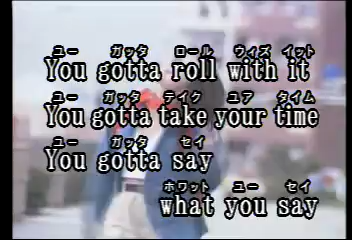 ユー ガッタ ロール ウィズ イット
You gotta roll with it
ユー ガッタ テイク ユア タイム
You gotta take your time
ユー ガッタ セイ
You gotta say
ホワット ユー セイ
what you say